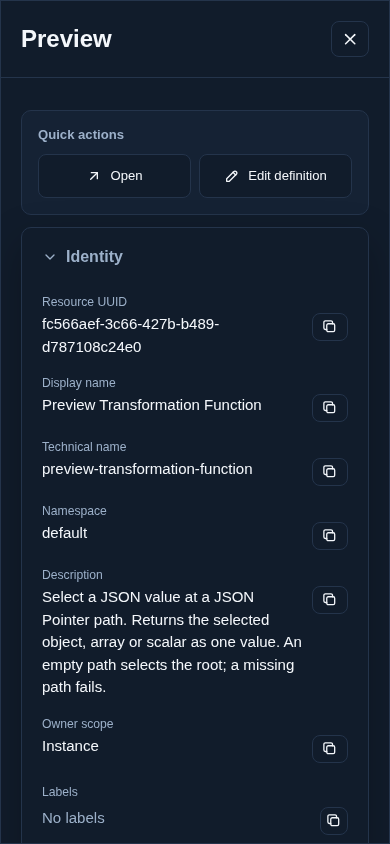 Preview
Quick actions
Open
Edit definition
Identity
Resource UUID
fc566aef-3c66-427b-b489-
d787108c24e0
Display name
Preview Transformation Function
Technical name
preview-transformation-function
Namespace
default
Description
Select a JSON value at a JSON
Pointer path. Returns the selected
object, array or scalar as one value. An
empty path selects the root; a missing
path fails.
Owner scope
Instance
Labels
No labels